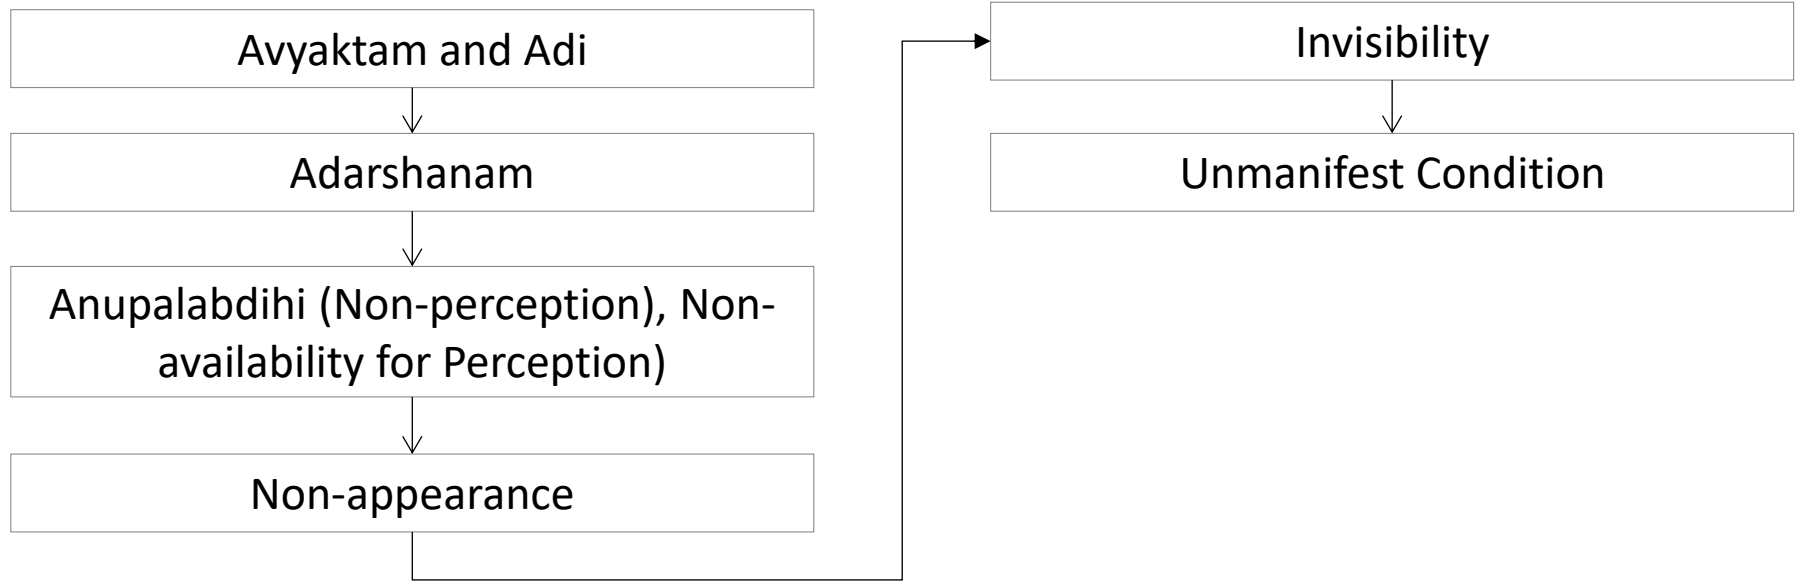 Avyaktam and Adi
Adarshanam
Anupalabdihi (Non-perception), Non-
availability for Perception)
Non-appearance
Invisibility
Unmanifest Condition